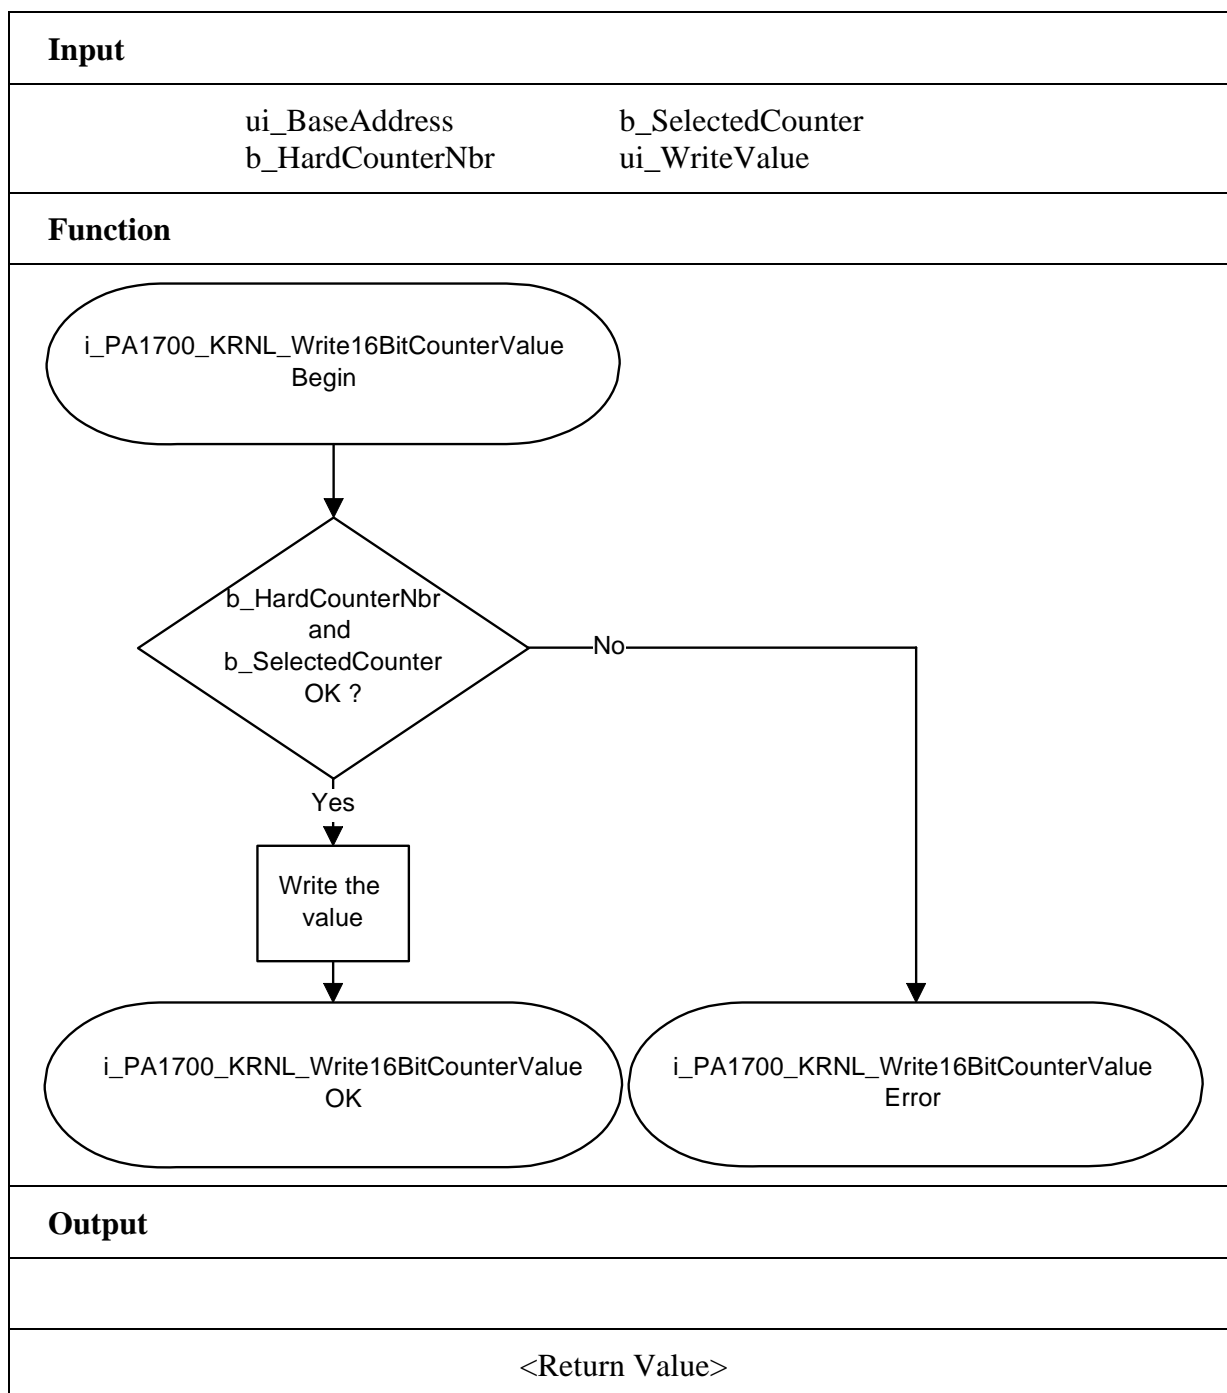 Input
ui_BaseAddress b_SelectedCounter
b_HardCounterNbr ui_WriteValue
Function
i_PA1700_KRNL_Write16BitCounterValue
Begin
b_HardCounterNbr
and
b_SelectedCounter
OK ?
No
Yes
Write the
value
i_PA1700_KRNL_Write16BitCounterValue
OK
i_PA1700_KRNL_Write16BitCounterValue
Error
Output
<Return Value>